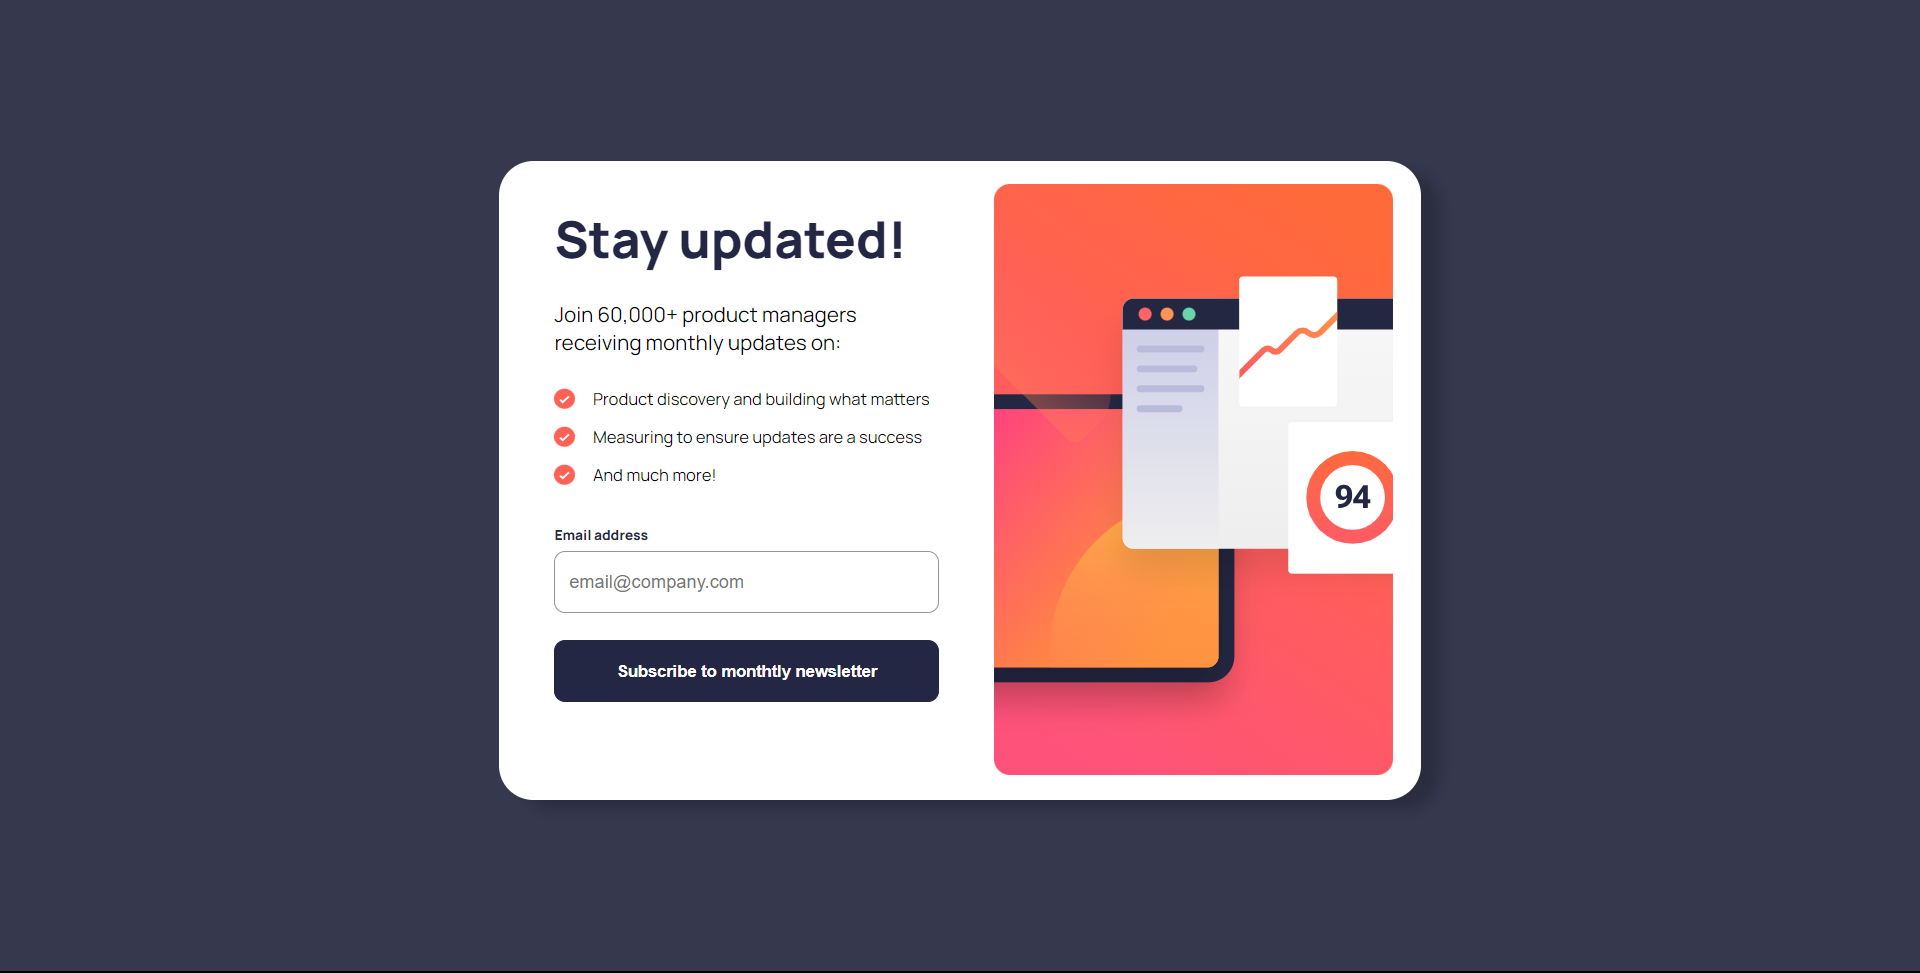 Stay updated!
Join 60,000+ product managers
receiving monthly updates on:
Product discovery and building what matters
Measuring to ensure updates are a success
And much more!
Email address
email@company.com
Subscribe to monthtly newsletter
94